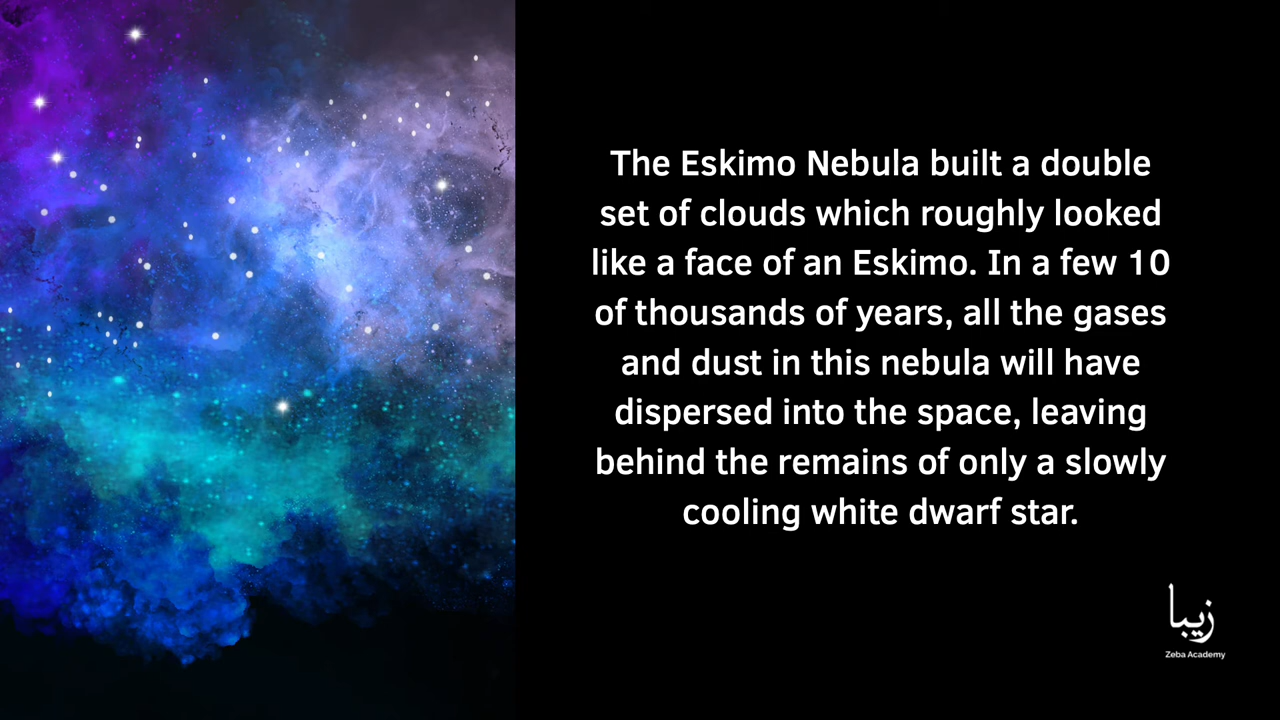 The Eskimo Nebula built a double
set of clouds which roughly looked
like a face of an Eskimo. In a few 10
of thousands of years, all the gases
and dust in this nebula will have
dispersed into the space, leaving
behind the remains of only a slowly
cooling white dwarf star.
زیبا
Zeba Academy